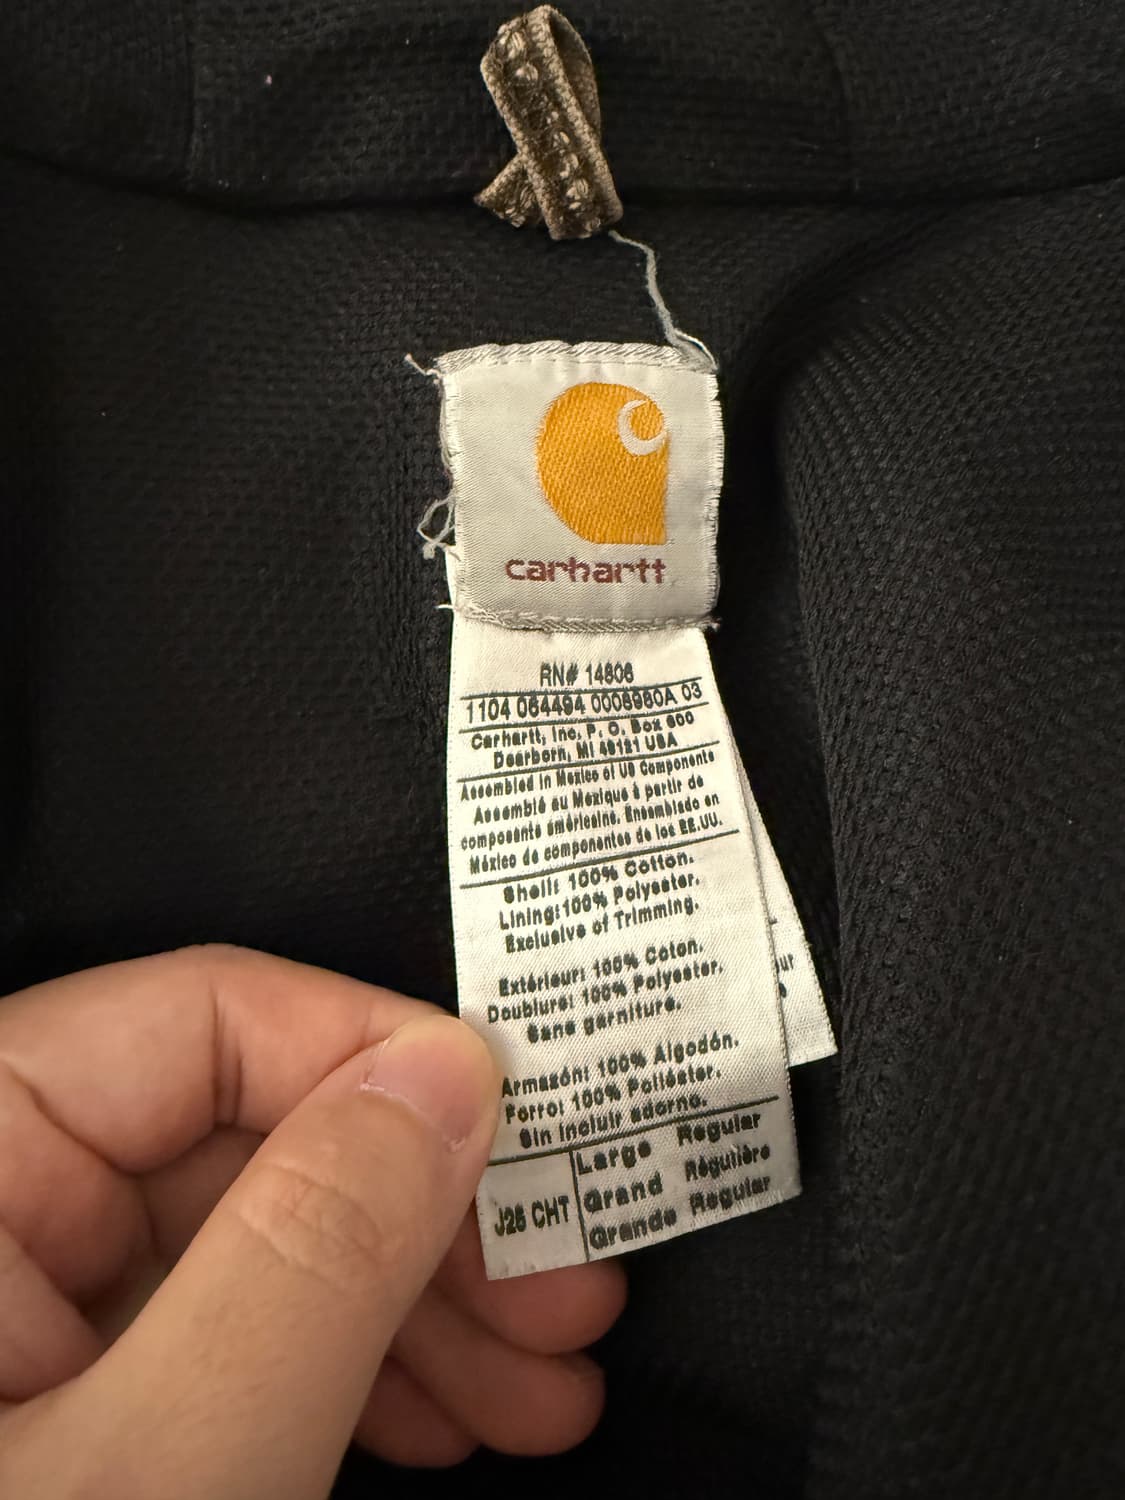 carhartt
RN# 14806
1104 064494 0008980A 03
Carhartt, Inc. P. O. Box 600
Dearborn, MI 48121 USA
Assembled in Mexico of US Components
Assemblé au Mexique à partir de
composants américains. Ensamblado en
México de componentes de los EE.UU.
Shell: 100% Cotton.
Lining: 100% Polyester.
Exclusive of Trimming.
Extérieur: 100% Coton.
Doublure: 100% Polyester.
Sans garniture.
Armazón: 100% Algodón.
Forro: 100% Poliéster.
Sin incluir adorno.
J25 CHT
Large Regular
Grand Régulière
Grande Regular